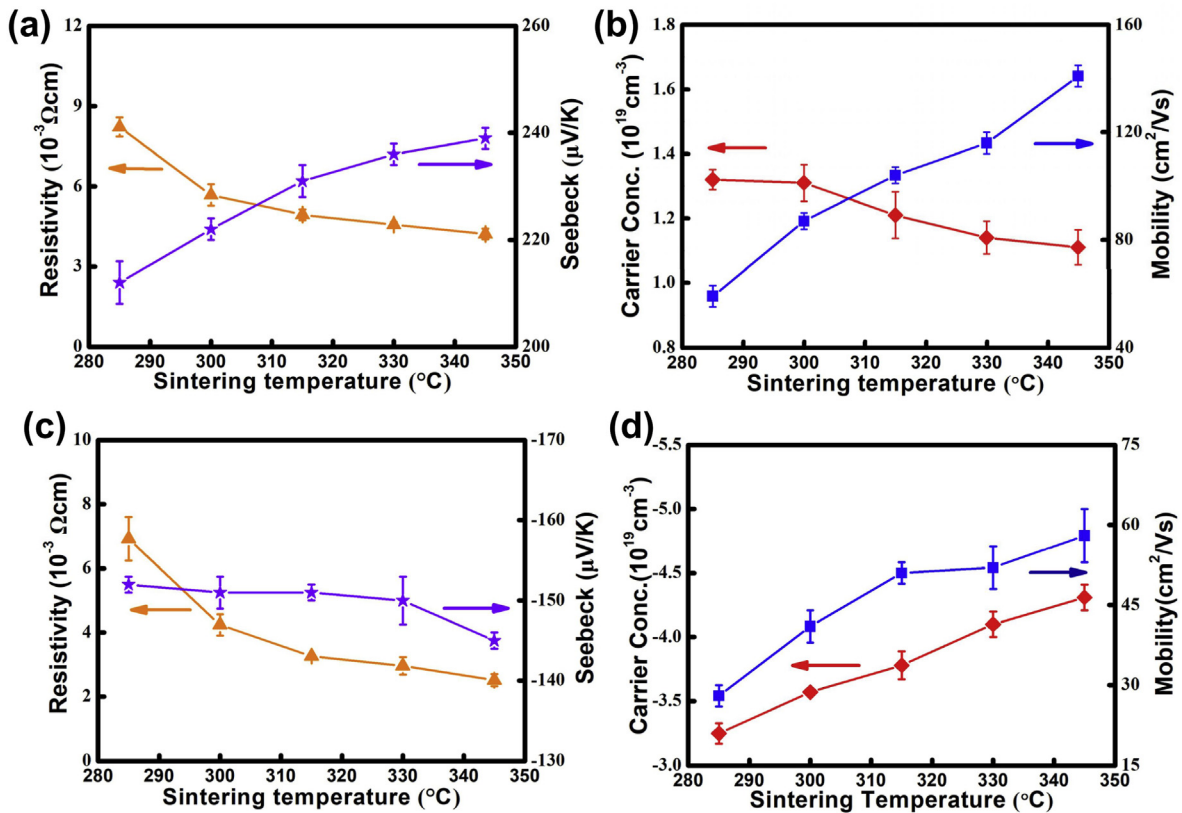 (a)
12
9
6
3
0
Resistivity (10⁻³Ωcm)
260
240
220
200
Seebeck (μV/K)
280 290 300 310 320 330 340 350
Sintering temperature (°C)
(b)
1.8
1.6
1.4
1.2
1.0
0.8
Carrier Conc. (10¹⁹cm⁻³)
160
120
80
40
Mobility (cm²/Vs)
280 290 300 310 320 330 340 350
Sintering temperature (°C)
(c)
10
8
6
4
2
0
Resistivity (10⁻³ Ωcm)
-170
-160
-150
-140
-130
Seebeck (μV/K)
280 290 300 310 320 330 340 350
Sintering temperature (°C)
(d)
-5.5
-5.0
-4.5
-4.0
-3.5
-3.0
Carrier Conc.(10¹⁹cm⁻³)
75
60
45
30
15
Mobility(cm²/Vs)
280 290 300 310 320 330 340 350
Sintering Temperature (°C)